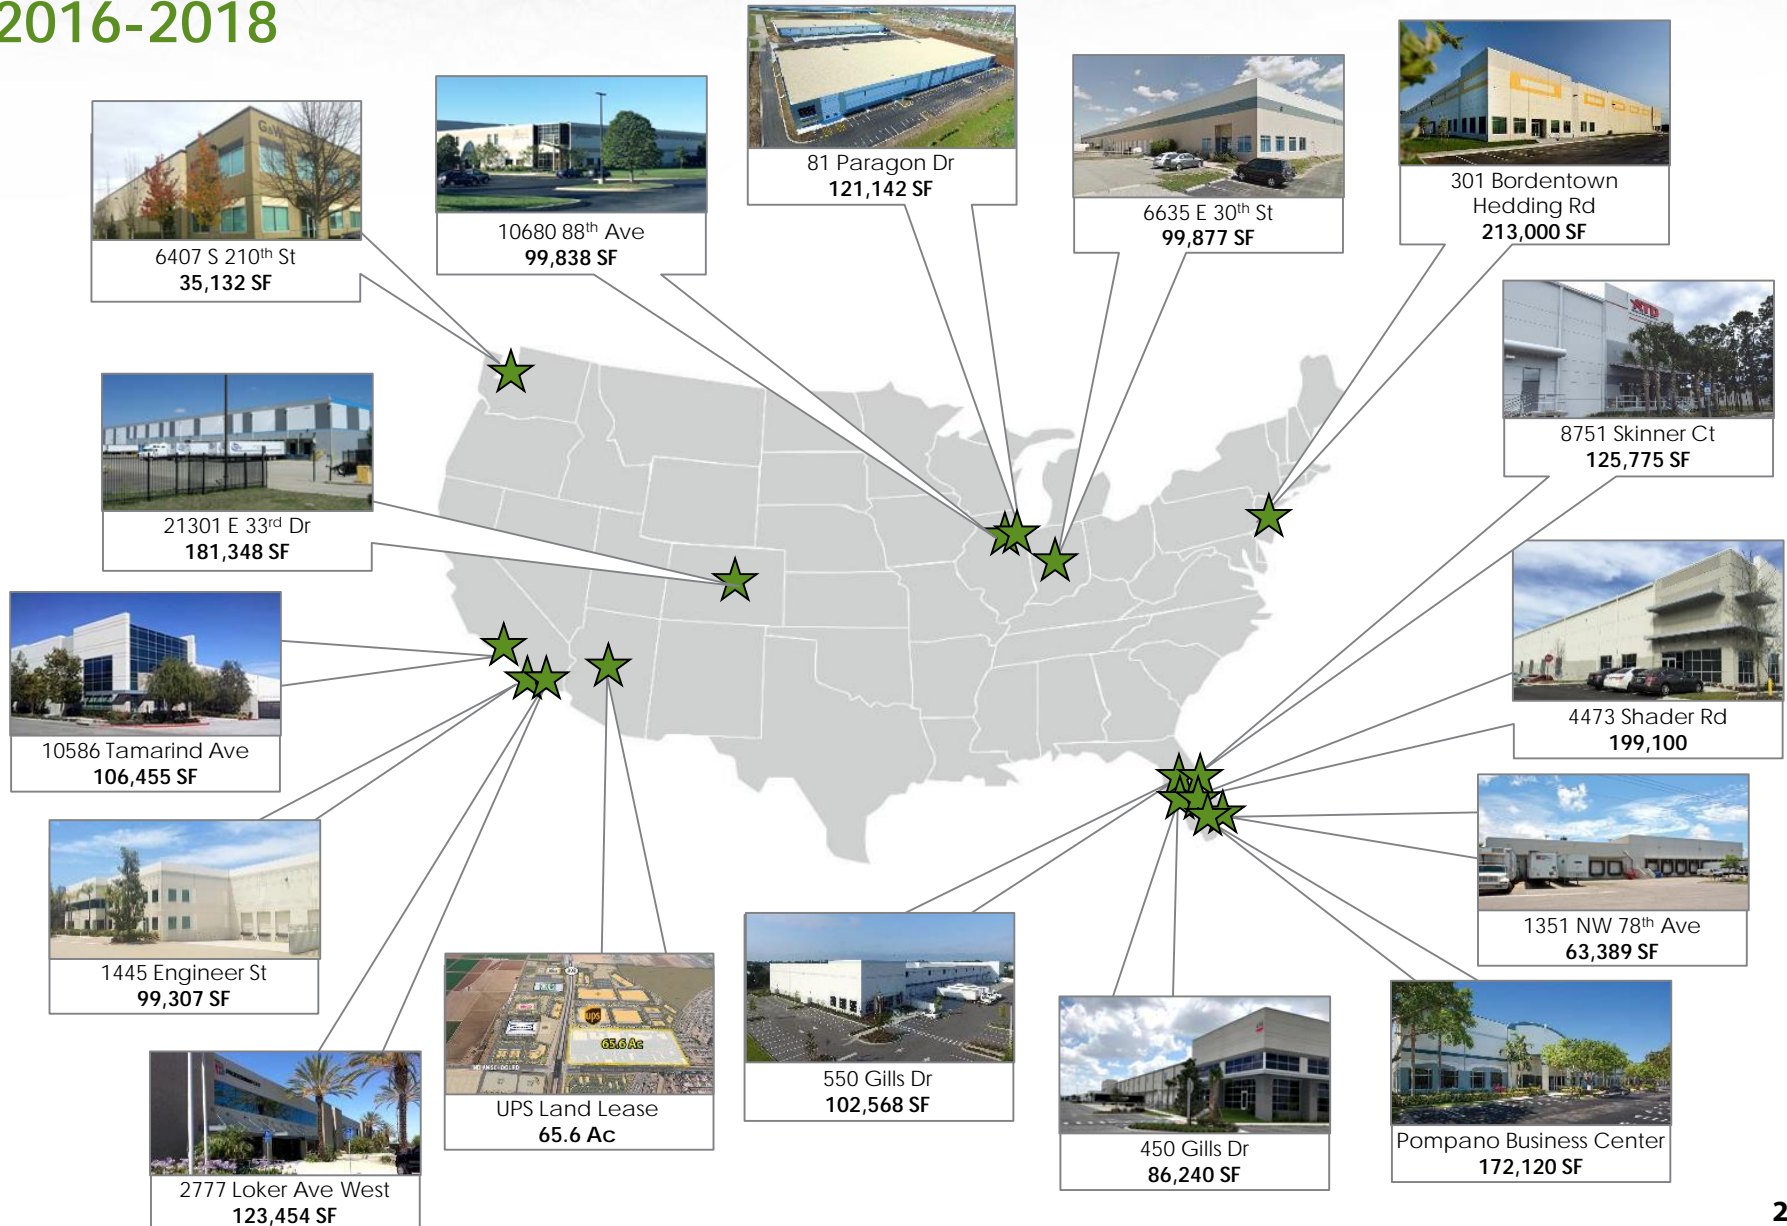 2016-2018
81 Paragon Dr
121,142 SF
6635 E 30th St
99,877 SF
301 Bordentown
Hedding Rd
213,000 SF
10680 88th Ave
99,838 SF
6407 S 210th St
35,132 SF
8751 Skinner Ct
125,775 SF
21301 E 33rd Dr
181,348 SF
4473 Shader Rd
199,100
10586 Tamarind Ave
106,455 SF
1351 NW 78th Ave
63,389 SF
1445 Engineer St
99,307 SF
ups
65.6 Ac
UPS Land Lease
65.6 Ac
550 Gills Dr
102,568 SF
450 Gills Dr
86,240 SF
Pompano Business Center
172,120 SF
2777 Loker Ave West
123,454 SF
2